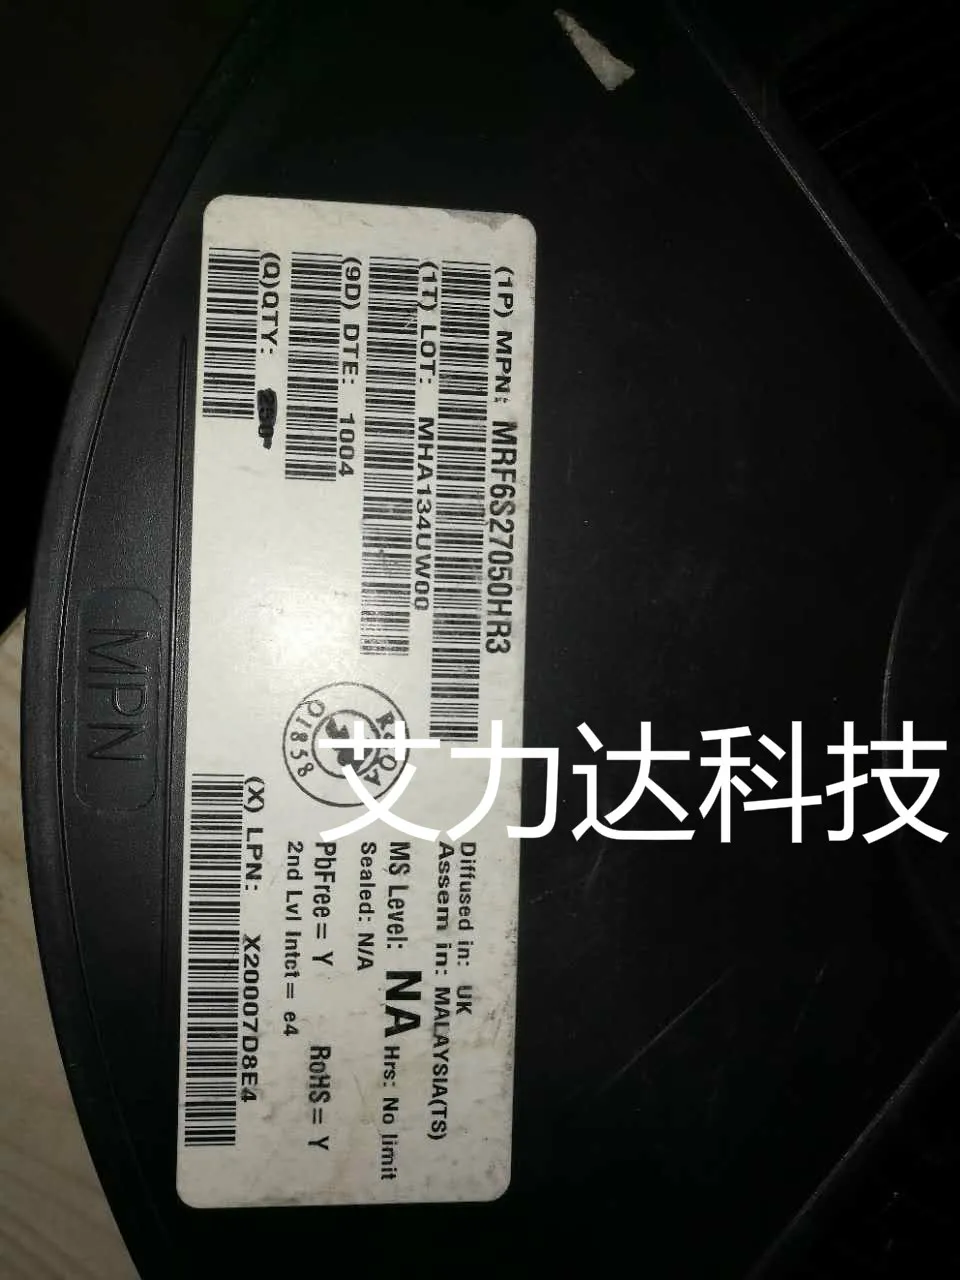 (1P) MPN: MRF6S27050HR3
(1T) LOT: MHA134UW00
(9D) DTE: 1004
(Q)QTY:
Diffused in: UK
Assem in: MALAYSIA(TS)
MS Level: NA Hrs: No limit
Sealed: N/A
PbFree= Y RoHS= Y
2nd Lvl Intct= e4
(X) LPN: X20007D8E4
01858
MPN
艾力达科技